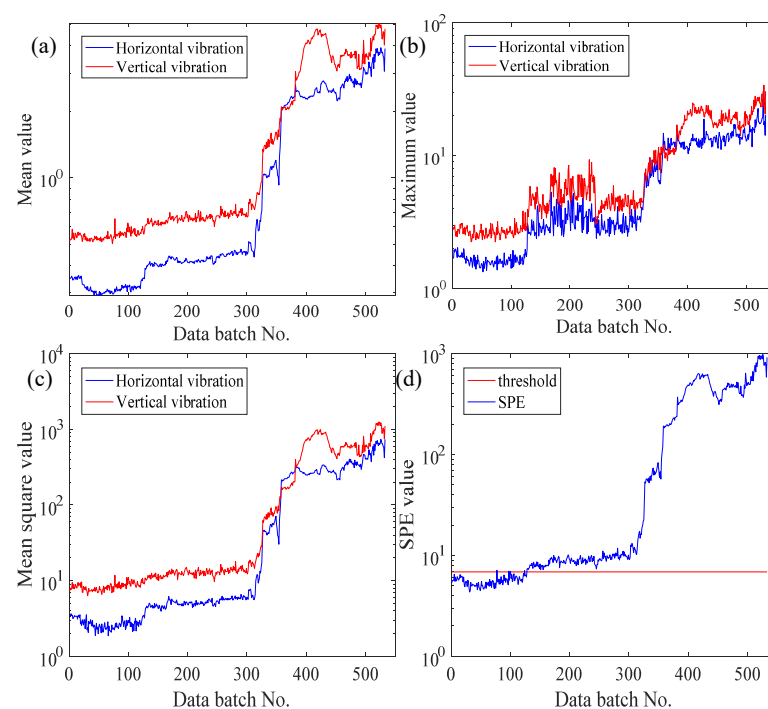 (a)
Horizontal vibration
Vertical vibration
Mean value
10^0
0 100 200 300 400 500
Data batch No.
(b)
Horizontal vibration
Vertical vibration
Maximum value
10^2
10^1
10^0
0 100 200 300 400 500
Data batch No.
(c)
Horizontal vibration
Vertical vibration
Mean square value
10^4
10^3
10^2
10^1
10^0
0 100 200 300 400 500
Data batch No.
(d)
threshold
SPE
SPE value
10^3
10^2
10^1
10^0
0 100 200 300 400 500
Data batch No.